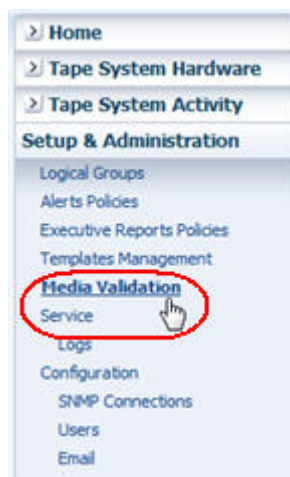 Home
Tape System Hardware
Tape System Activity
Setup & Administration
Logical Groups
Alerts Policies
Executive Reports Policies
Templates Management
Media Validation
Service
Logs
Configuration
SNMP Connections
Users
Email